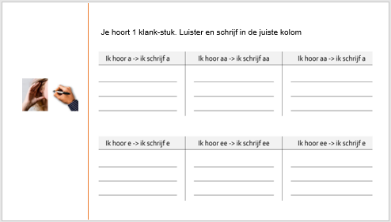 Je hoort 1 klank-stuk. Luister en schrijf in de juiste kolom
Ik hoor a -> ik schrijf a Ik hoor aa -> ik schrijf aa Ik hoor aa -> ik schrijf a
Ik hoor e -> ik schrijf e Ik hoor ee -> ik schrijf ee Ik hoor ee -> ik schrijf e